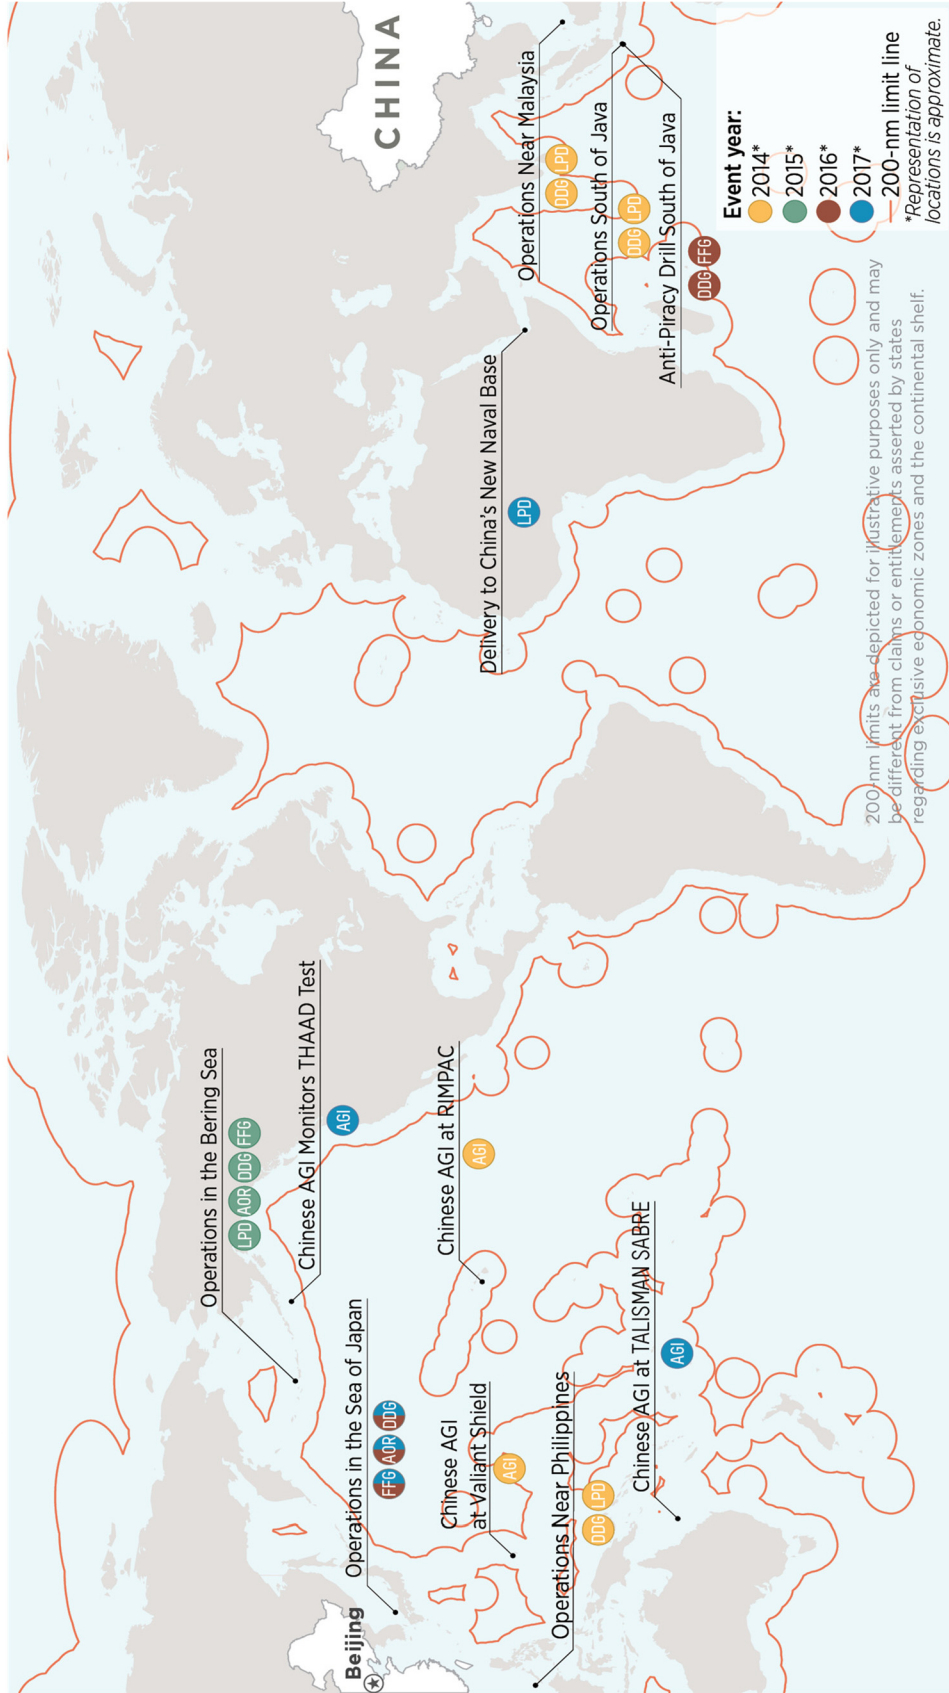 CHINA
Operations Near Malaysia
DDG LPD
Operations South of Java
DDG LPD
Anti-Piracy Drill South of Java
DDG FFG
Delivery to China's New Naval Base
LPD
Operations in the Bering Sea
LPD AOR DDG FFG
Chinese AGI Monitors THAAD Test
AGI
Chinese AGI at RIMPAC
AGI
Operations in the Sea of Japan
FFG AOR DDG
Chinese AGI
at Valiant Shield
AGI
Operations Near Philippines
DDG LPD
Chinese AGI at TALISMAN SABRE
AGI
Beijing
Event year:
2014*
2015*
2016*
2017*
200-nm limit line
*Representation of
locations is approximate.
200-nm limits are depicted for illustrative purposes only and may
be different from claims or entitlements asserted by states
regarding exclusive economic zones and the continental shelf.